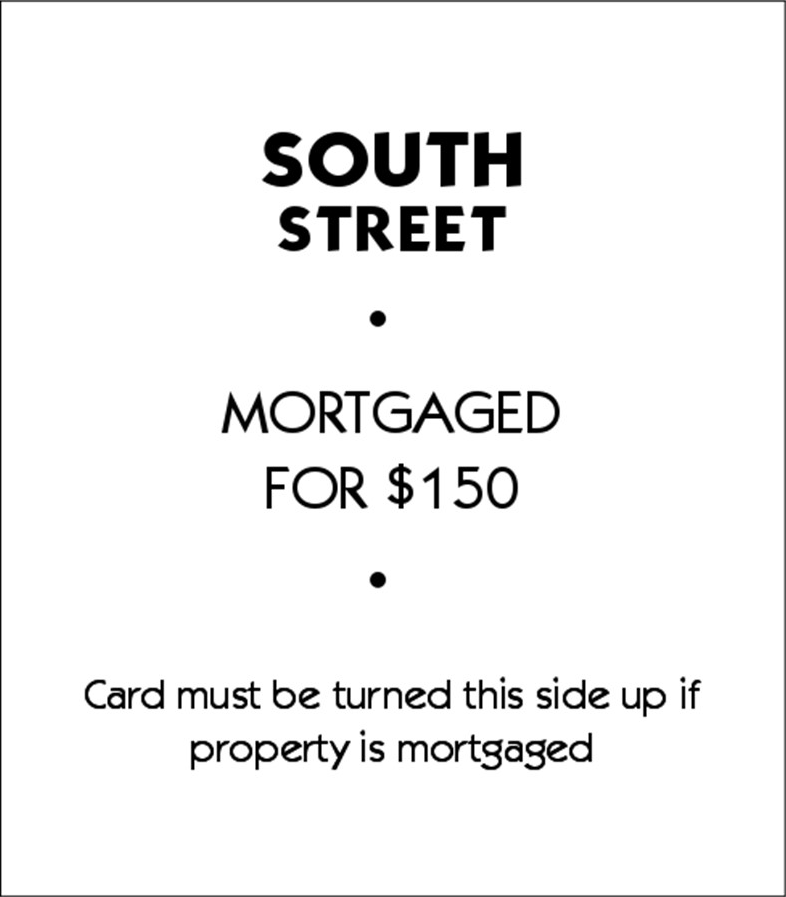 SOUTH
STREET
•
MORTGAGED
FOR $150
•
Card must be turned this side up if
property is mortgaged